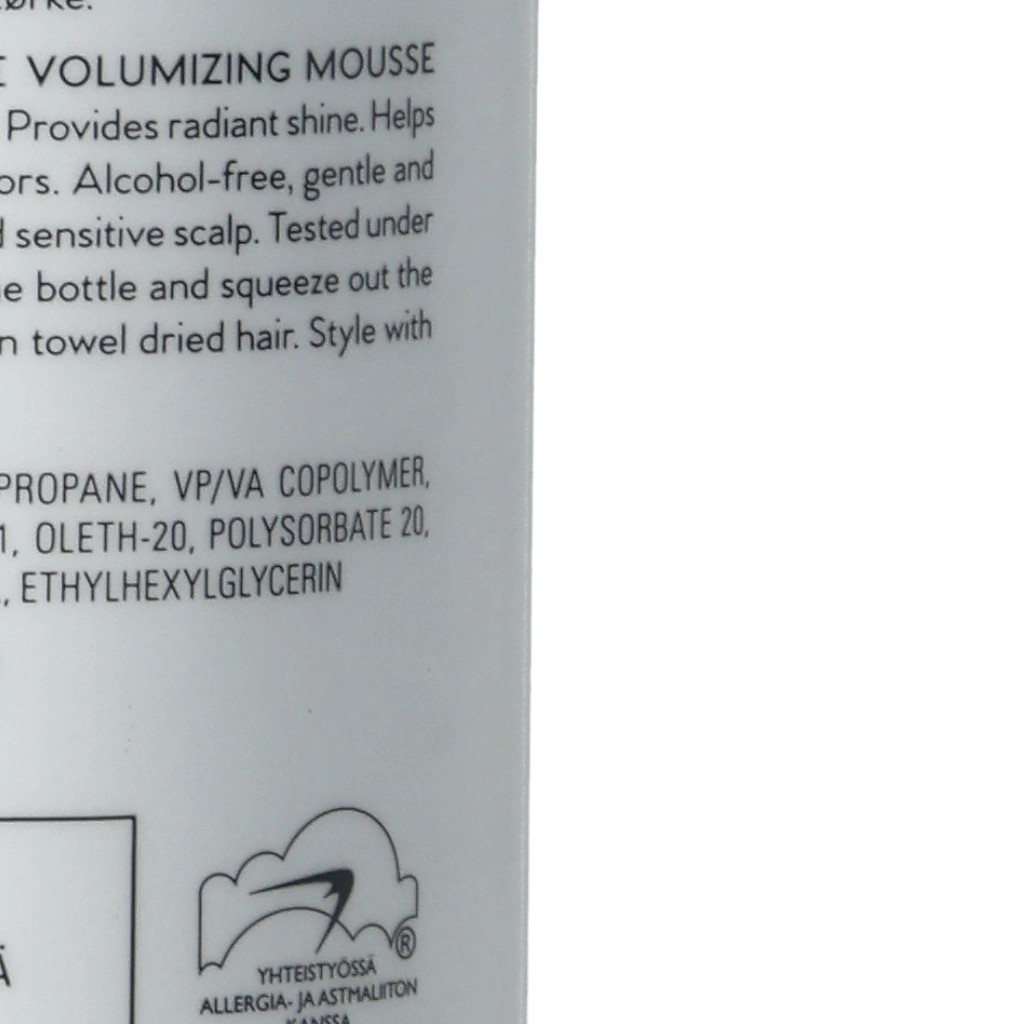 VOLUMIZING MOUSSE
Provides radiant shine. Helps
ors. Alcohol-free, gentle and
sensitive scalp. Tested under
e bottle and squeeze out the
n towel dried hair. Style with
PROPANE, VP/VA COPOLYMER,
1, OLETH-20, POLYSORBATE 20,
, ETHYLHEXYLGLYCERIN
Ä
®
YHTEISTYÖSSÄ
ALLERGIA- JA ASTMALIITON
KANSSA